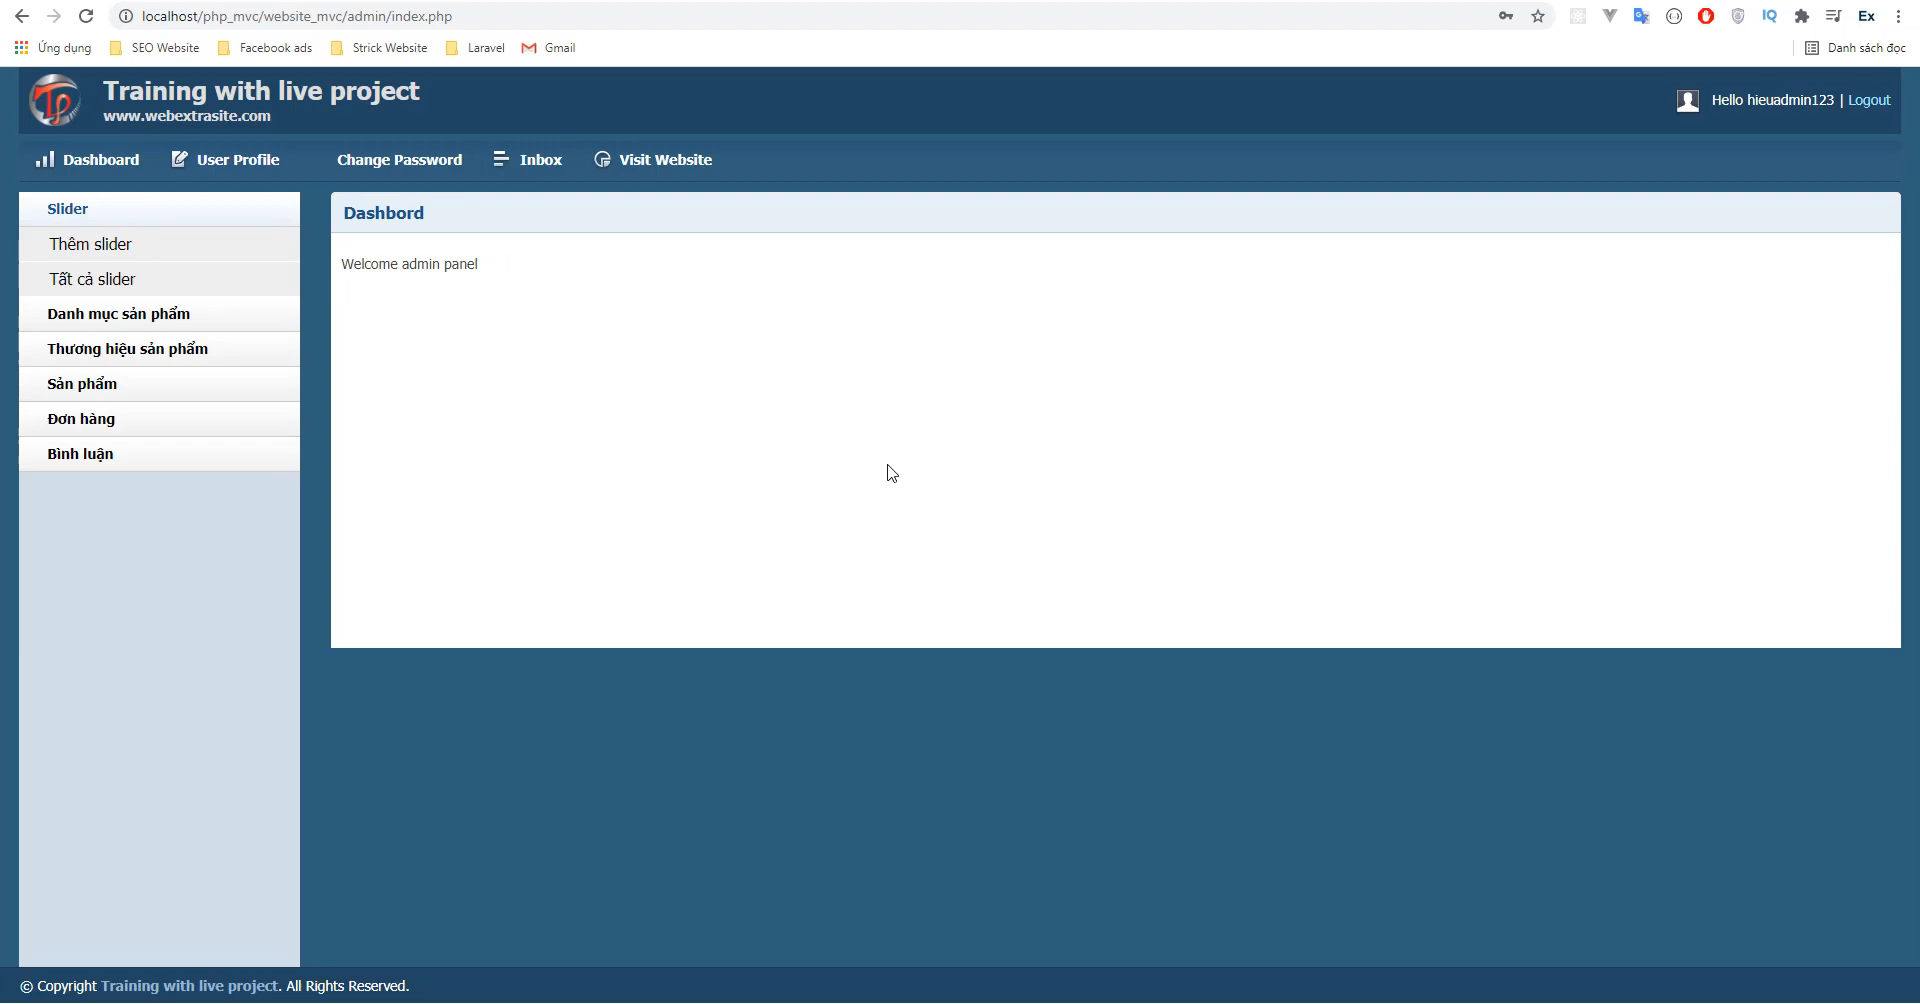 localhost/php_mvc/website_mvc/admin/index.php
IQ
Ex
Ứng dụng
SEO Website
Facebook ads
Strick Website
Laravel
Gmail
Danh sách đọc
Training with live project
www.webextrasite.com
Hello hieuadmin123 | Logout
Dashboard
User Profile
Change Password
Inbox
Visit Website
Slider
Thêm slider
Tất cả slider
Danh mục sản phẩm
Thương hiệu sản phẩm
Sản phẩm
Đơn hàng
Bình luận
Dashbord
Welcome admin panel
© Copyright Training with live project. All Rights Reserved.